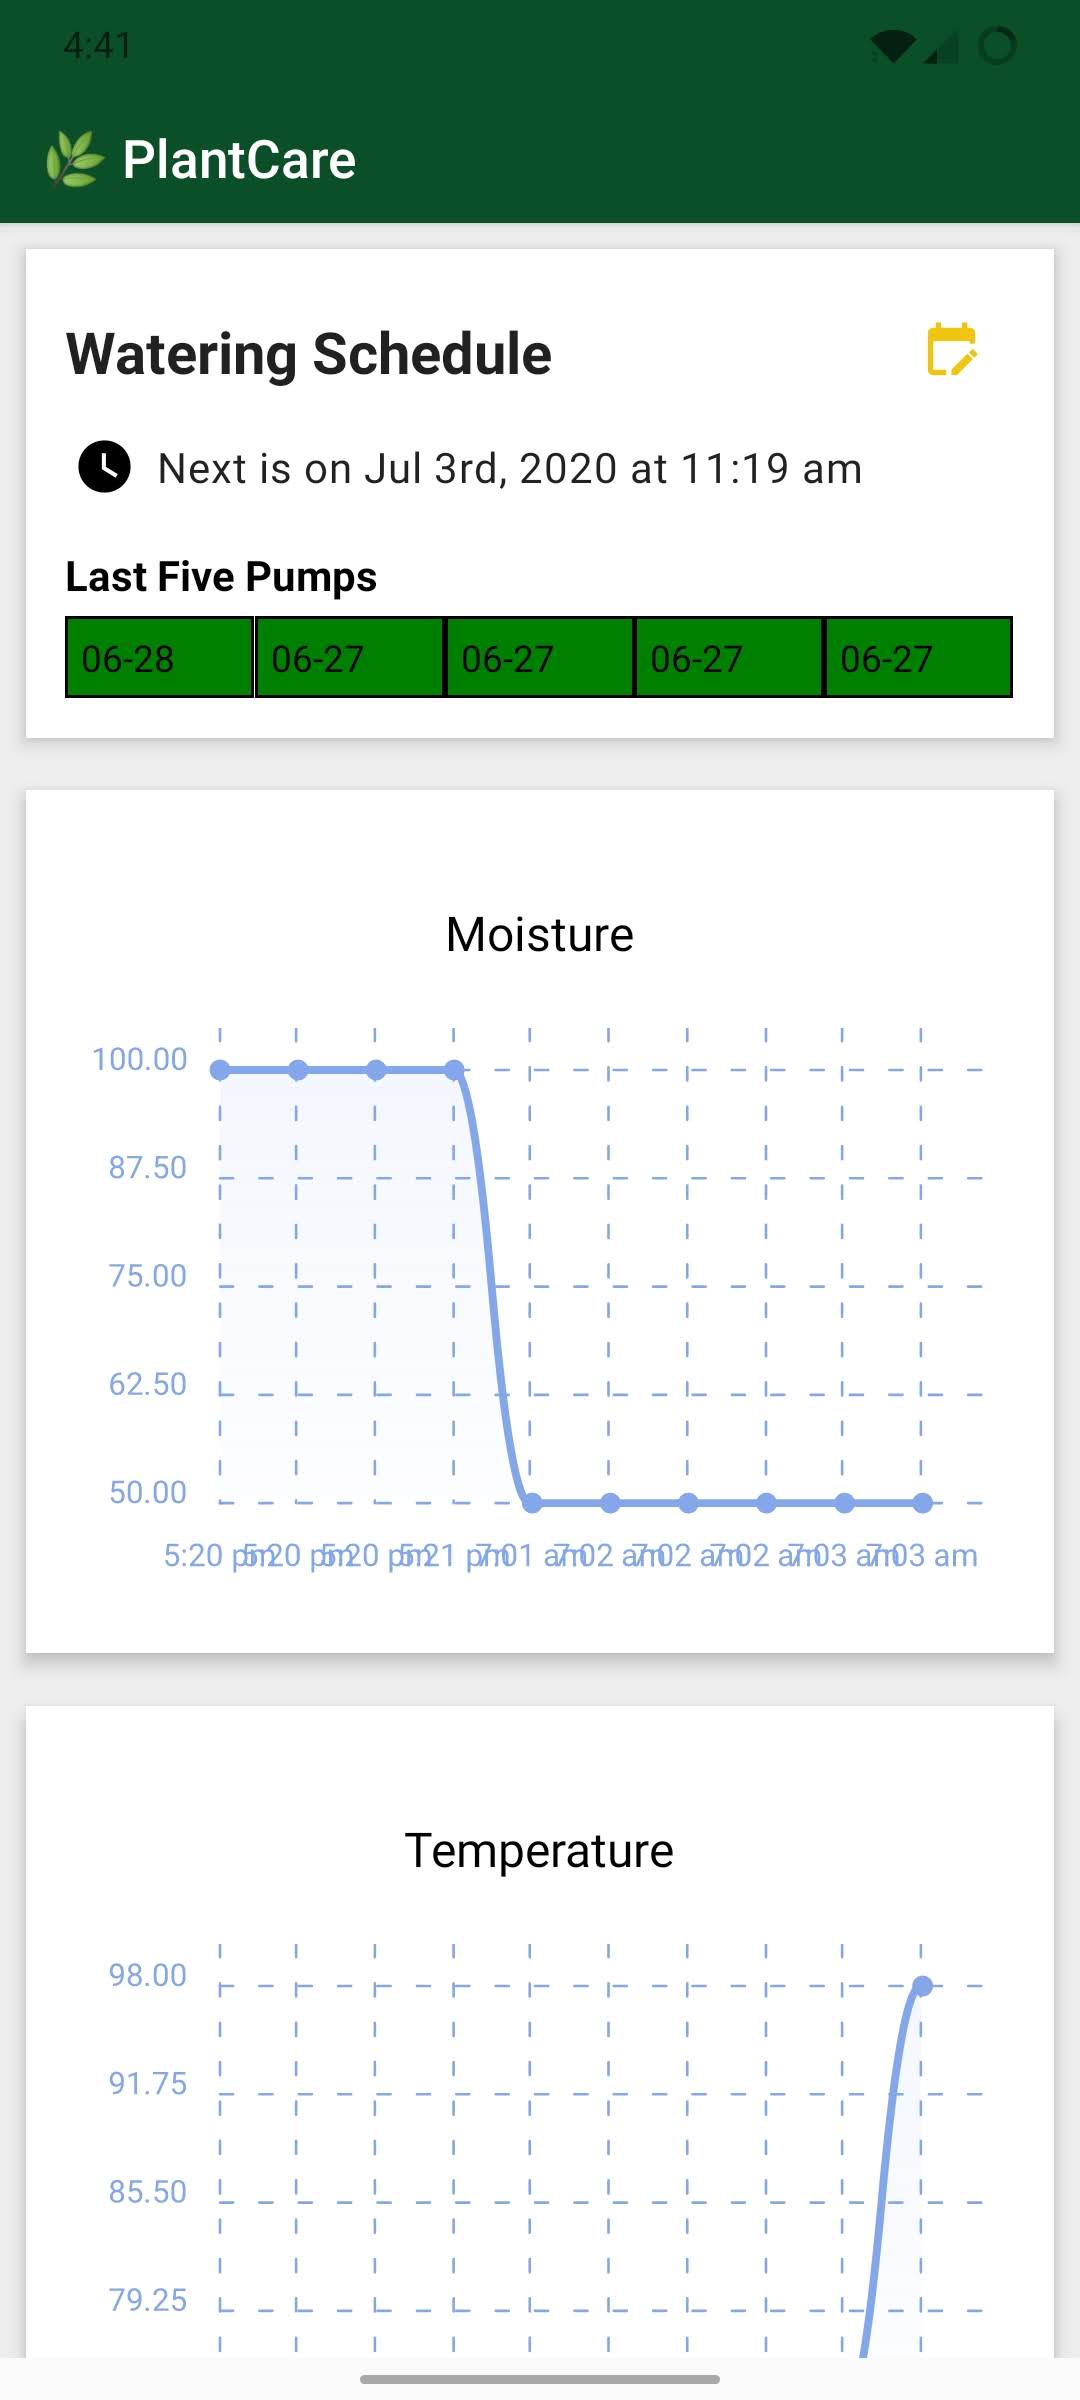 4:41
PlantCare
Watering Schedule
Next is on Jul 3rd, 2020 at 11:19 am
Last Five Pumps
06-28 06-27 06-27 06-27 06-27
Moisture
100.00
87.50
75.00
62.50
50.00
5:20 pm 5:20 pm 5:20 pm 5:21 pm 7:01 am 7:02 am 7:02 am 7:02 am 7:03 am 7:03 am
Temperature
98.00
91.75
85.50
79.25